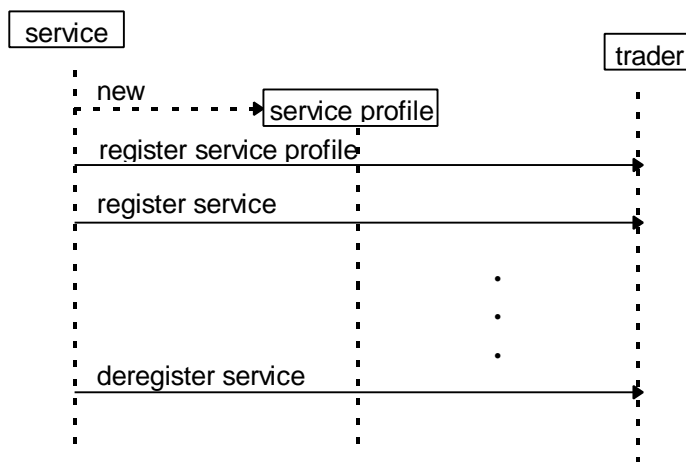 service
trader
new
service profile
register service profile
register service
deregister service